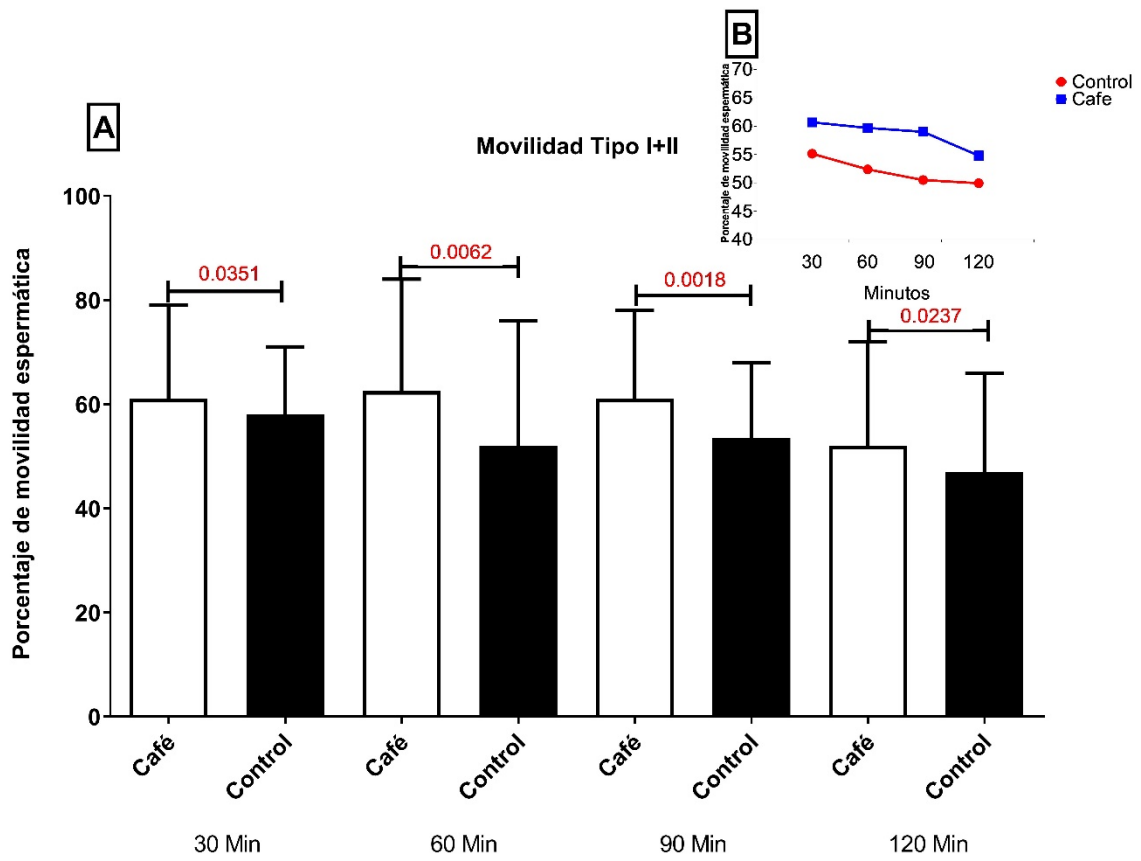 A
Movilidad Tipo I+II
Porcentaje de movilidad espermática
100
80
60
40
20
0
0.0351
0.0062
0.0018
0.0237
Café
Control
Café
Control
Café
Control
Café
Control
30 Min
60 Min
90 Min
120 Min
B
Porcentaje de movilidad espermática
70
65
60
55
50
45
40
30
60
90
120
Minutos
Control
Cafe